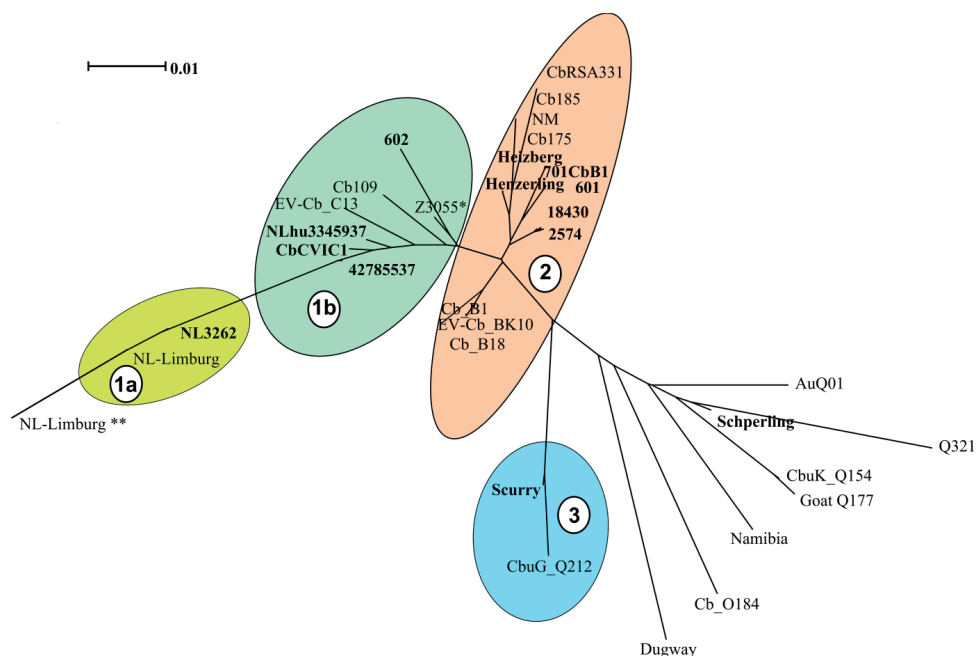 0.01
CbRSA331
Cb185
NM
Cb175
Heizberg
701CbB1
Henzerling
601
18430
2574
602
Cb109
EV-Cb_C13
Z3055*
NLhu3345937
CbCVIC1
42785537
1b
2
Cb_B1
EV-Cb_BK10
Cb_B18
NL3262
NL-Limburg
1a
NL-Limburg **
AuQ01
Schperling
Q321
CbuK_Q154
Goat Q177
Namibia
Scurry
3
CbuG_Q212
Cb_O184
Dugway